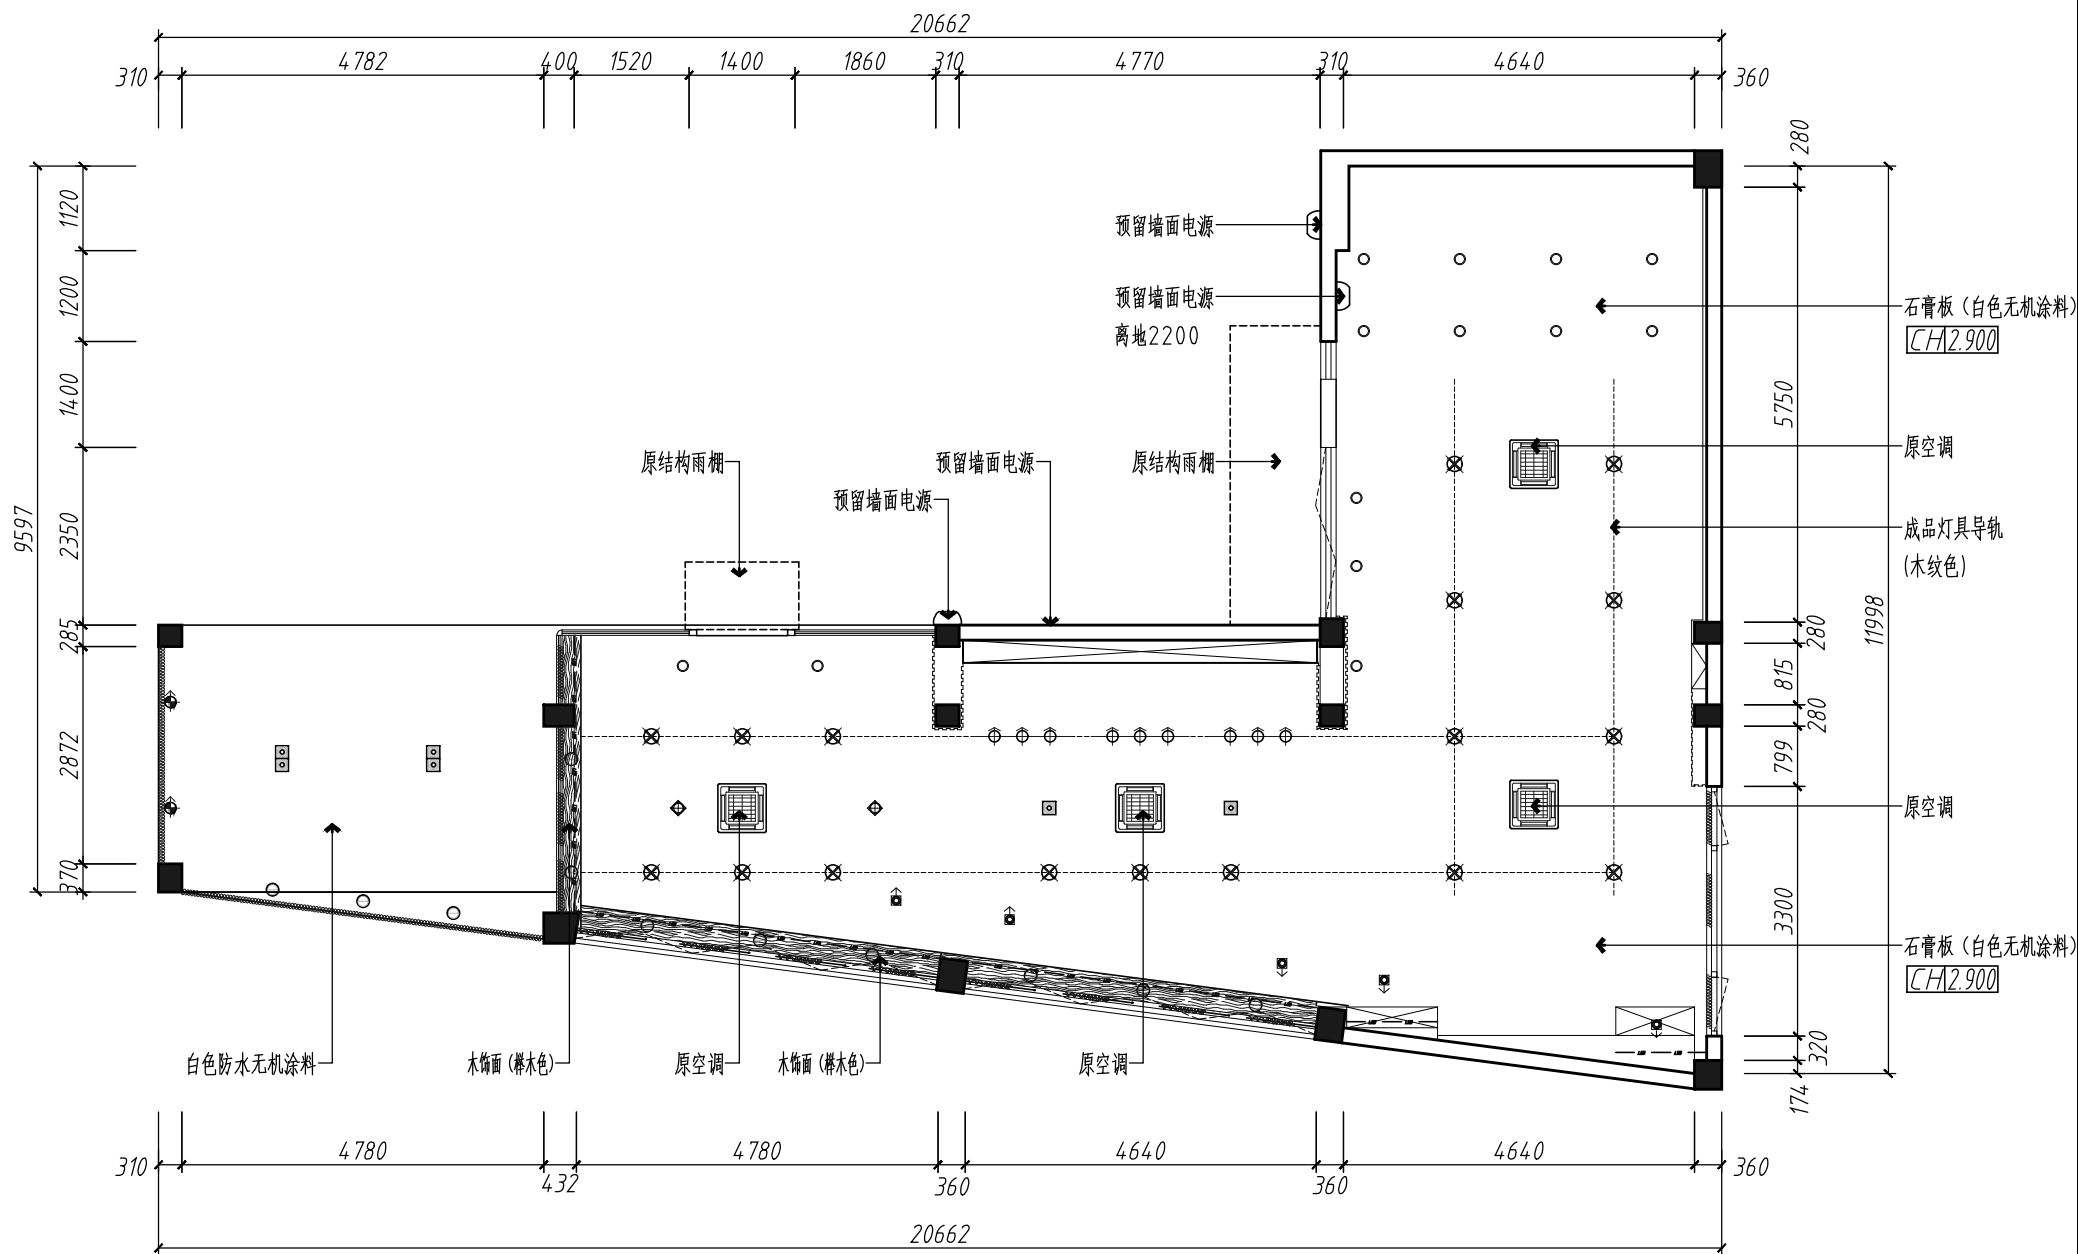 20662
310
4782
400
1520
1400
1860
310
4770
310
4640
360
280
1120
1200
1400
2350
285
2872
370
9597
预留墙面电源
预留墙面电源
离地2200
石膏板（白色无机涂料）
CH 2.900
5750
原结构雨棚
预留墙面电源
预留墙面电源
原结构雨棚
原空调
成品灯具导轨
(木纹色)
11998
280
815
280
799
原空调
3300
石膏板（白色无机涂料）
CH 2.900
320
174
白色防水无机涂料
木饰面(榉木色)
原空调
木饰面(榉木色)
原空调
310
4780
432
4780
360
4640
360
4640
360
20662